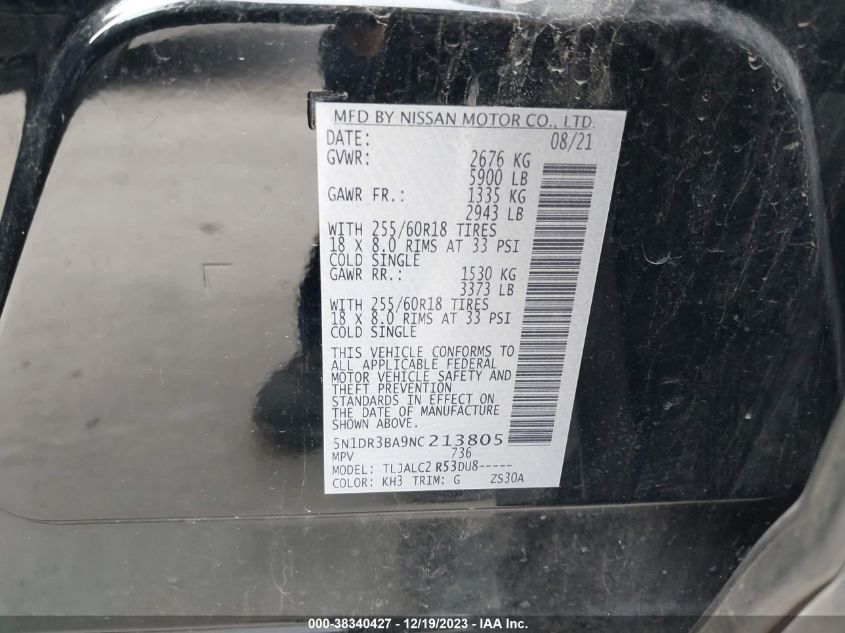 MFD BY NISSAN MOTOR CO., LTD.
DATE: 08/21
GVWR: 2676 KG
5900 LB
GAWR FR.: 1335 KG
2943 LB
WITH 255/60R18 TIRES
18 X 8.0 RIMS AT 33 PSI
COLD SINGLE
GAWR RR.: 1530 KG
3373 LB
WITH 255/60R18 TIRES
18 X 8.0 RIMS AT 33 PSI
COLD SINGLE
THIS VEHICLE CONFORMS TO
ALL APPLICABLE FEDERAL
MOTOR VEHICLE SAFETY AND
THEFT PREVENTION
STANDARDS IN EFFECT ON
THE DATE OF MANUFACTURE
SHOWN ABOVE.
5N1DR3BA9NC213805
MPV 736
MODEL: TLJALC2 R53DU8-----
COLOR: KH3 TRIM: G ZS30A
000-38340427 - 12/19/2023 - IAA Inc.